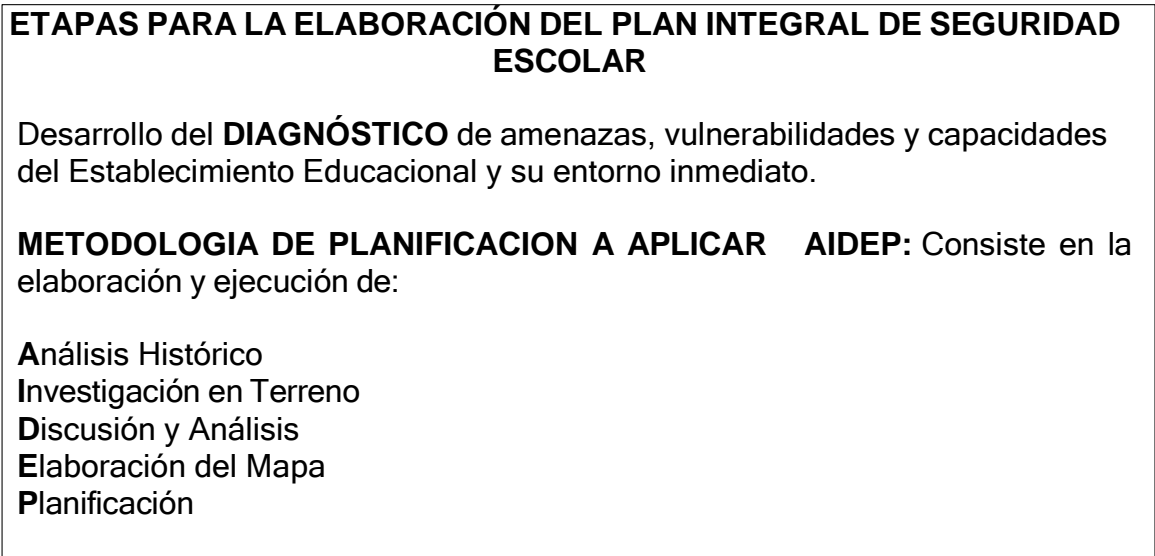 ETAPAS PARA LA ELABORACIÓN DEL PLAN INTEGRAL DE SEGURIDAD
ESCOLAR
Desarrollo del DIAGNÓSTICO de amenazas, vulnerabilidades y capacidades
del Establecimiento Educacional y su entorno inmediato.
METODOLOGIA DE PLANIFICACION A APLICAR AIDEP: Consiste en la
elaboración y ejecución de:
Análisis Histórico
Investigación en Terreno
Discusión y Análisis
Elaboración del Mapa
Planificación